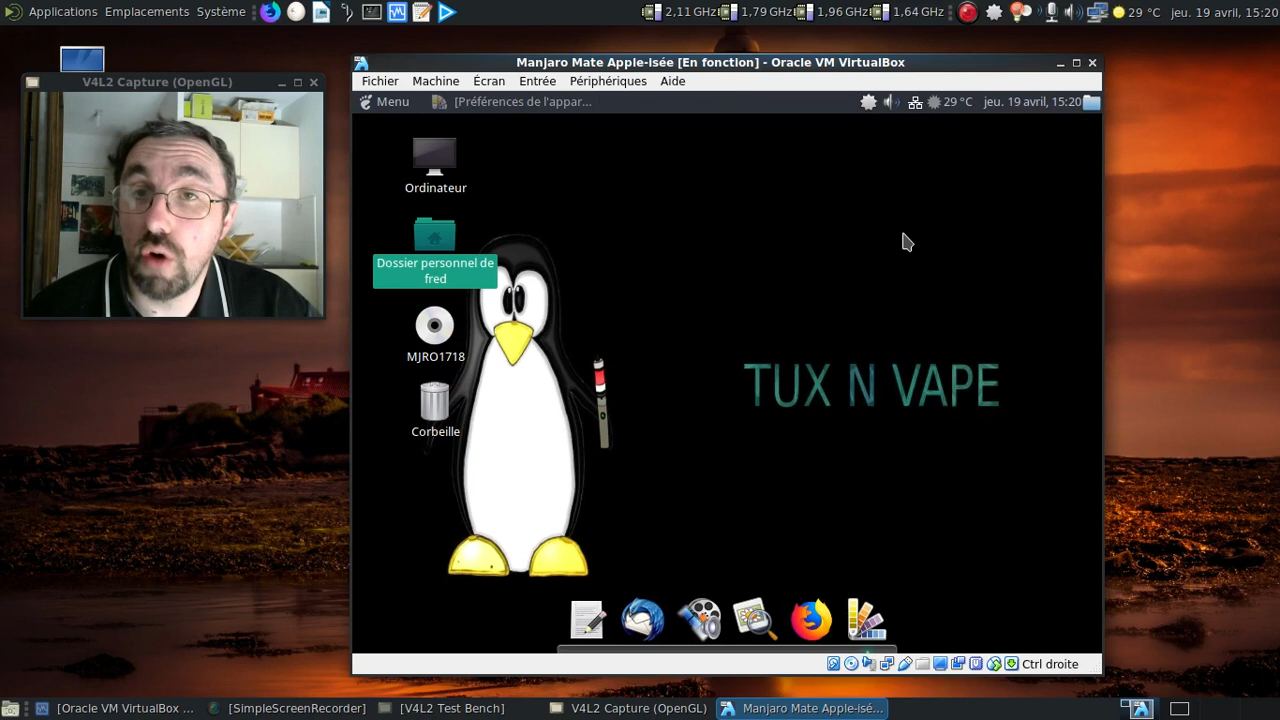 Applications Emplacements Système 2,11 GHz 1,79 GHz 1,96 GHz 1,64 GHz 29 °C jeu. 19 avril, 15:20
V4L2 Capture (OpenGL)
Manjaro Mate Apple-isée [En fonction] - Oracle VM VirtualBox
Fichier Machine Écran Entrée Périphériques Aide
Menu [Préférences de l'appar... 29 °C jeu. 19 avril, 15:20
Ordinateur
Dossier personnel de
fred
MJRO1718
Corbeille
TUX N VAPE
Ctrl droite
[Oracle VM VirtualBox ... [SimpleScreenRecorder] [V4L2 Test Bench] V4L2 Capture (OpenGL) Manjaro Mate Apple-isé...